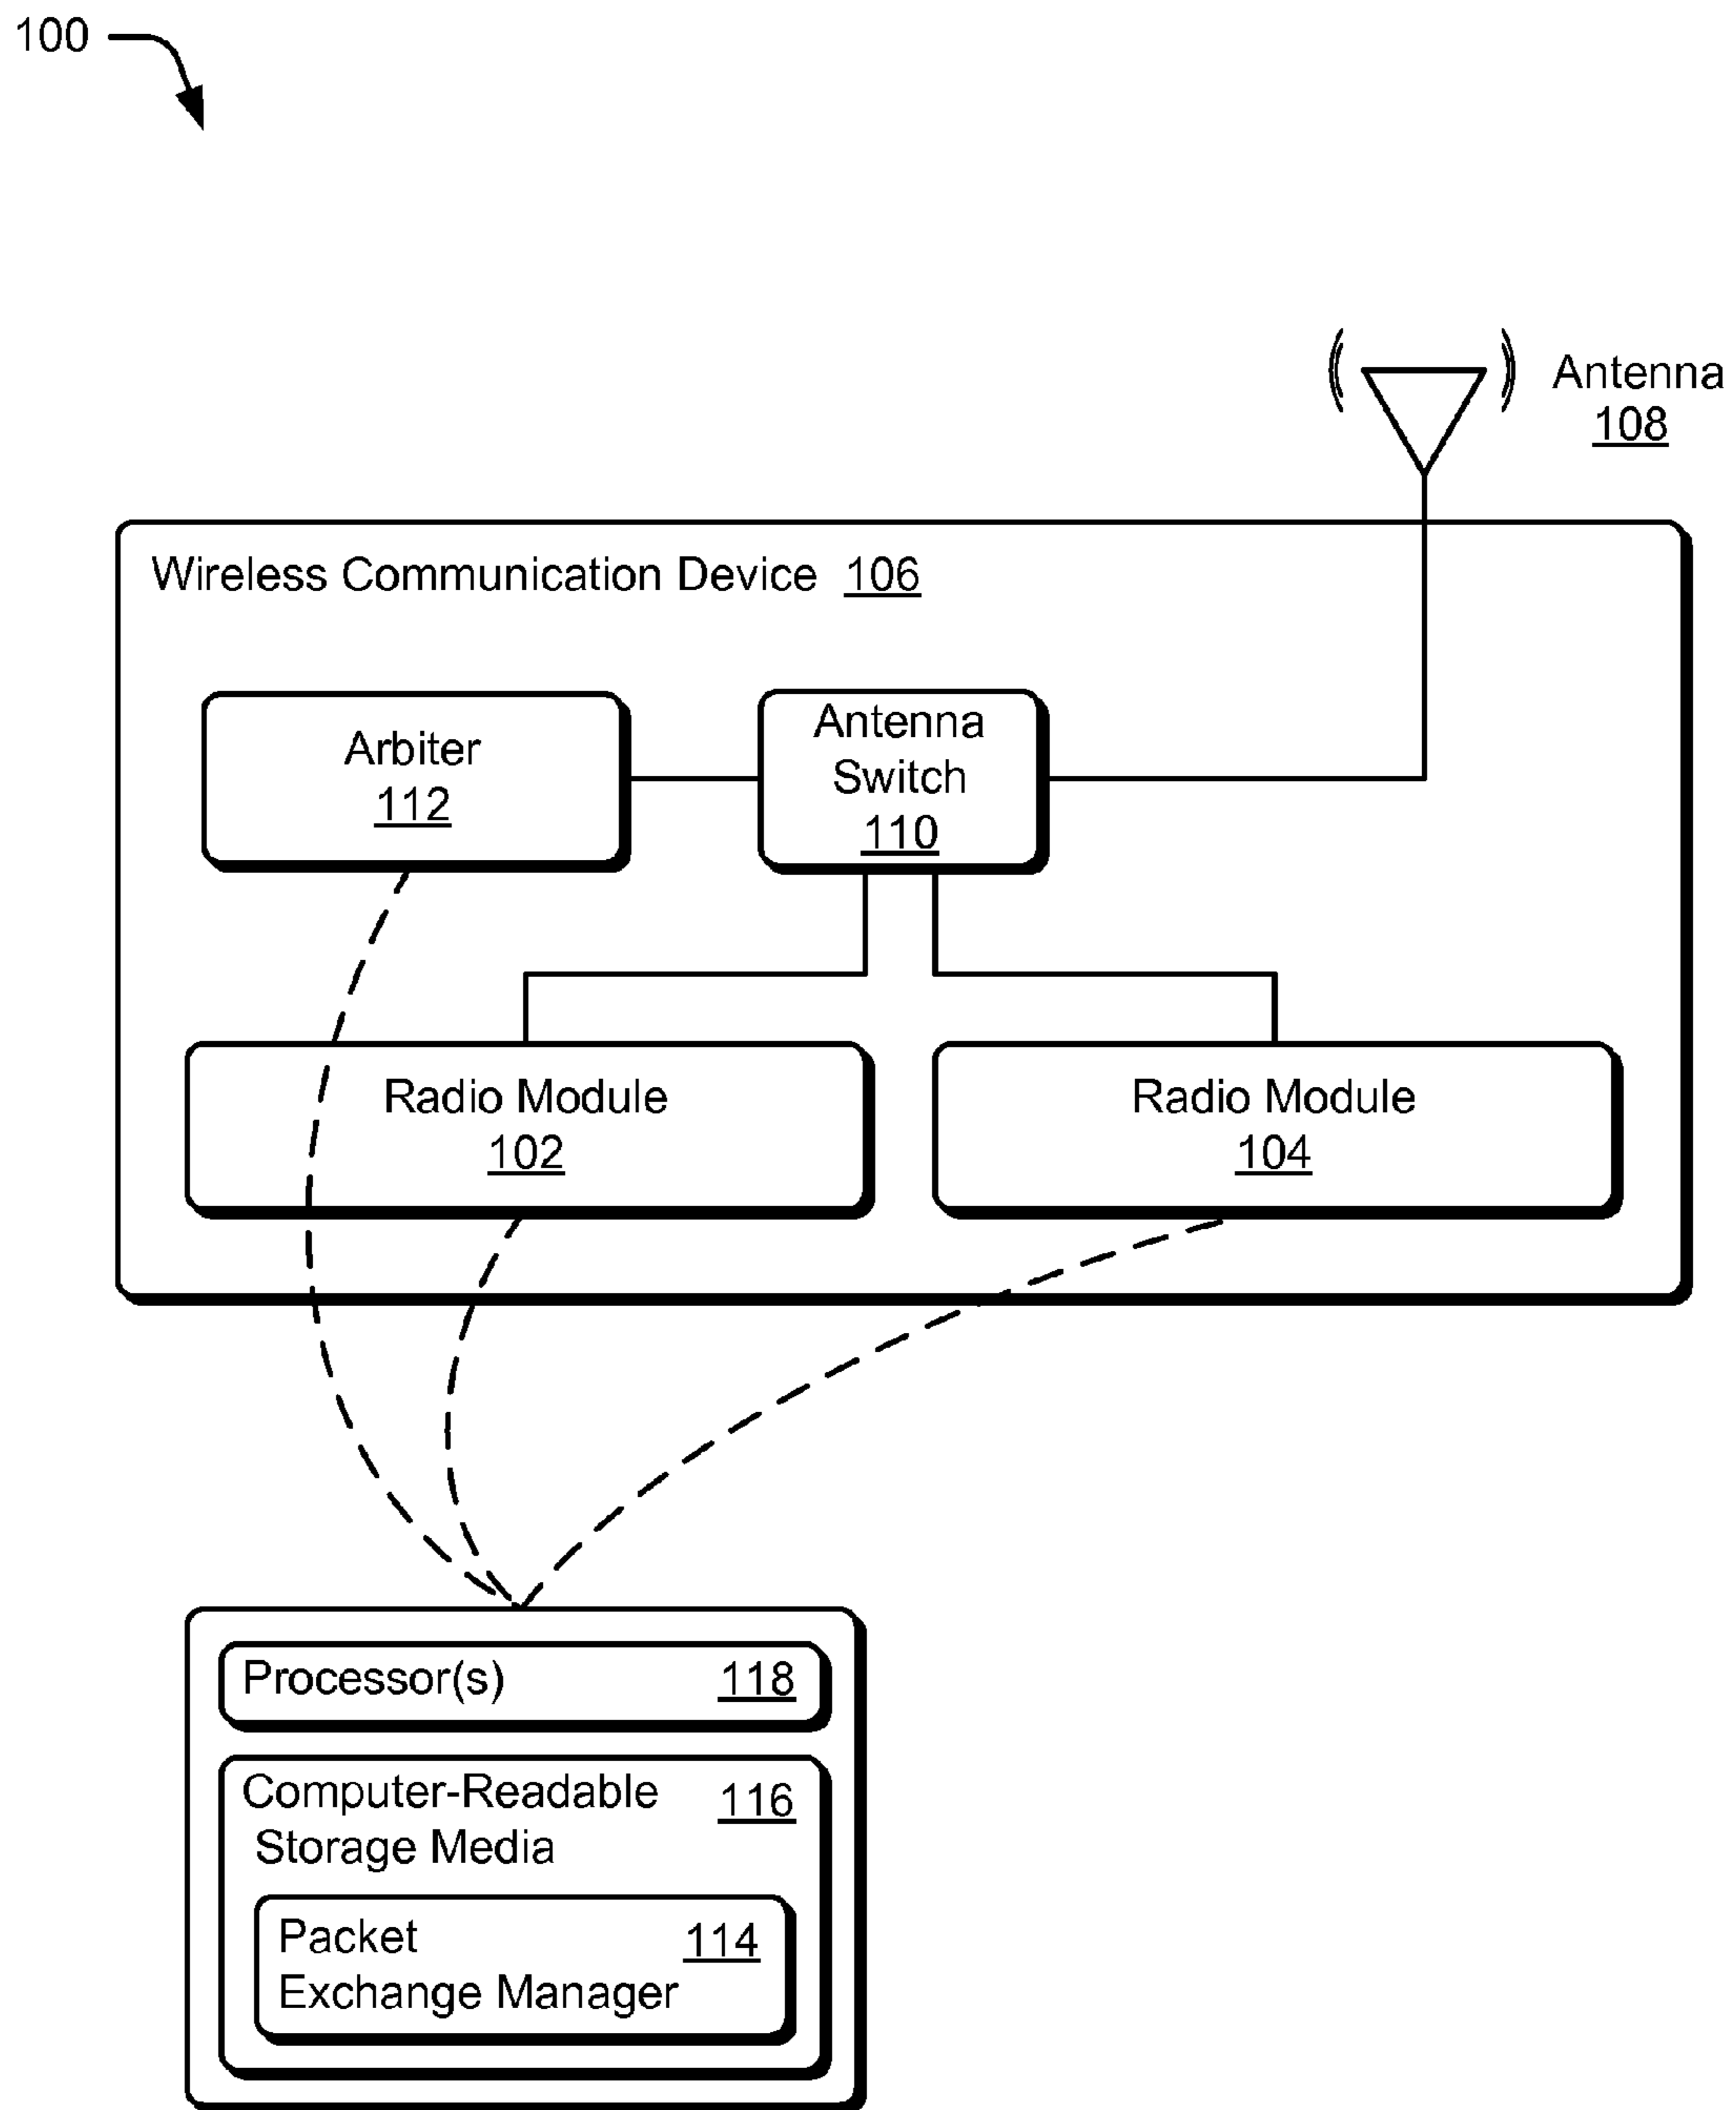 100
Antenna
108
Wireless Communication Device 106
Arbiter
112
Antenna
Switch
110
Radio Module
102
Radio Module
104
Processor(s) 118
Computer-Readable 116
Storage Media
Packet 114
Exchange Manager